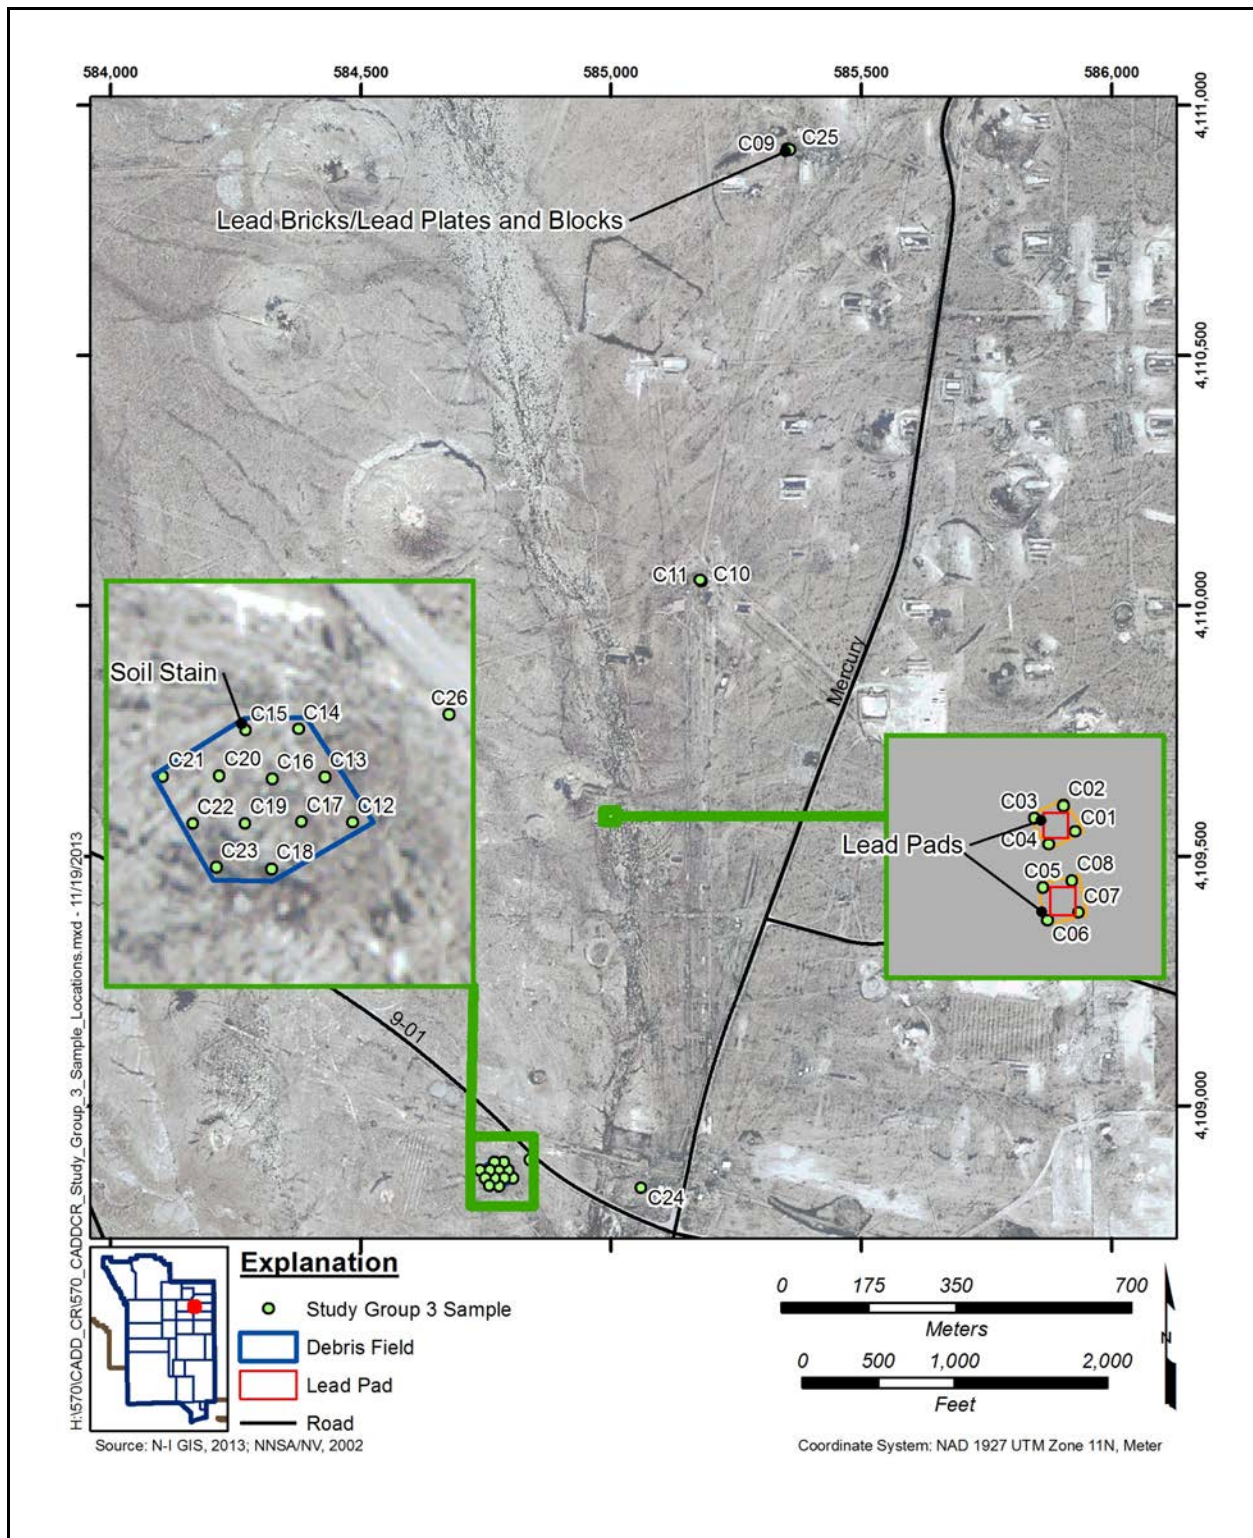 584,000
584,500
585,000
585,500
586,000
4,111,000
C09
C25
Lead Bricks/Lead Plates and Blocks
4,110,500
C11
C10
4,110,000
Mercury
Soil Stain
C26
C15
C14
C21
C20
C16
C13
C22
C19
C17
C12
C23
C18
C02
C03
C01
C04
Lead Pads
C08
C05
C07
C06
4,109,500
9-01
4,109,000
C24
H:\570\CADD_CR\570_CADDCR_Study_Group_3_Sample_Locations.mxd - 11/19/2013
Explanation
Study Group 3 Sample
Debris Field
Lead Pad
Road
0 175 350 700
Meters
0 500 1,000 2,000
Feet
N
Source: N-I GIS, 2013; NNSA/NV, 2002
Coordinate System: NAD 1927 UTM Zone 11N, Meter